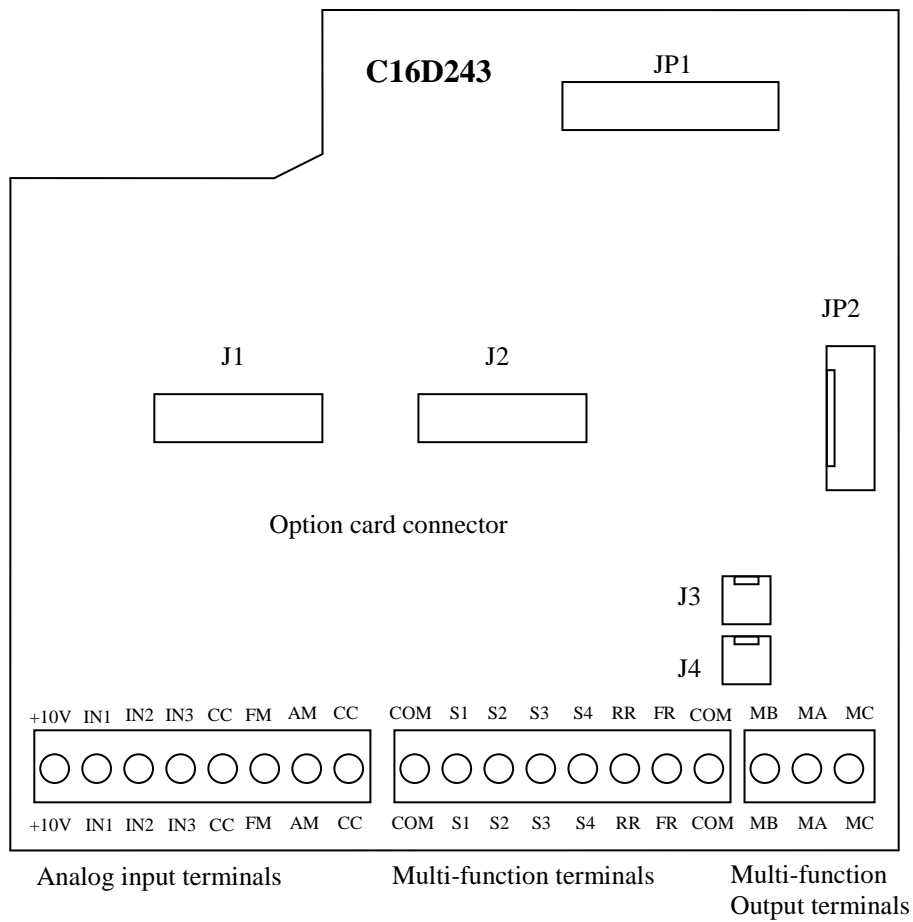 C16D243
JP1
JP2
J1
J2
Option card connector
J3
J4
+10V IN1 IN2 IN3 CC FM AM CC COM S1 S2 S3 S4 RR FR COM MB MA MC
+10V IN1 IN2 IN3 CC FM AM CC COM S1 S2 S3 S4 RR FR COM MB MA MC
Analog input terminals
Multi-function terminals
Multi-function
Output terminals